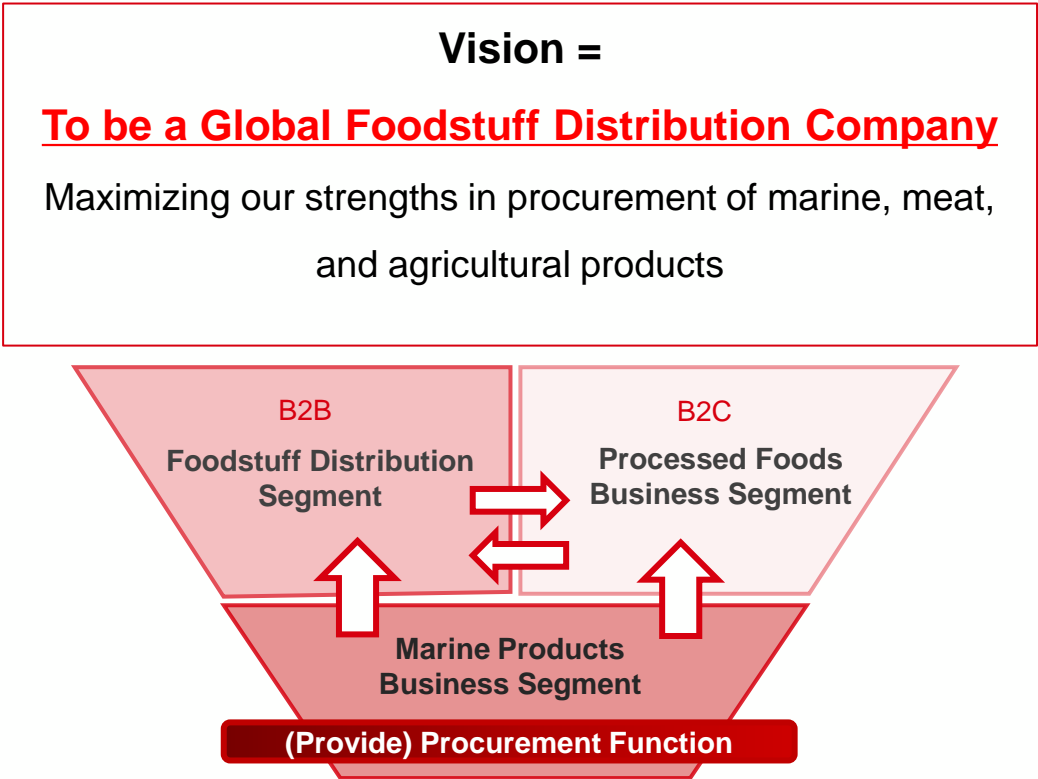 Vision =
To be a Global Foodstuff Distribution Company
Maximizing our strengths in procurement of marine, meat,
and agricultural products
B2B
Foodstuff Distribution
Segment
B2C
Processed Foods
Business Segment
Marine Products
Business Segment
(Provide) Procurement Function